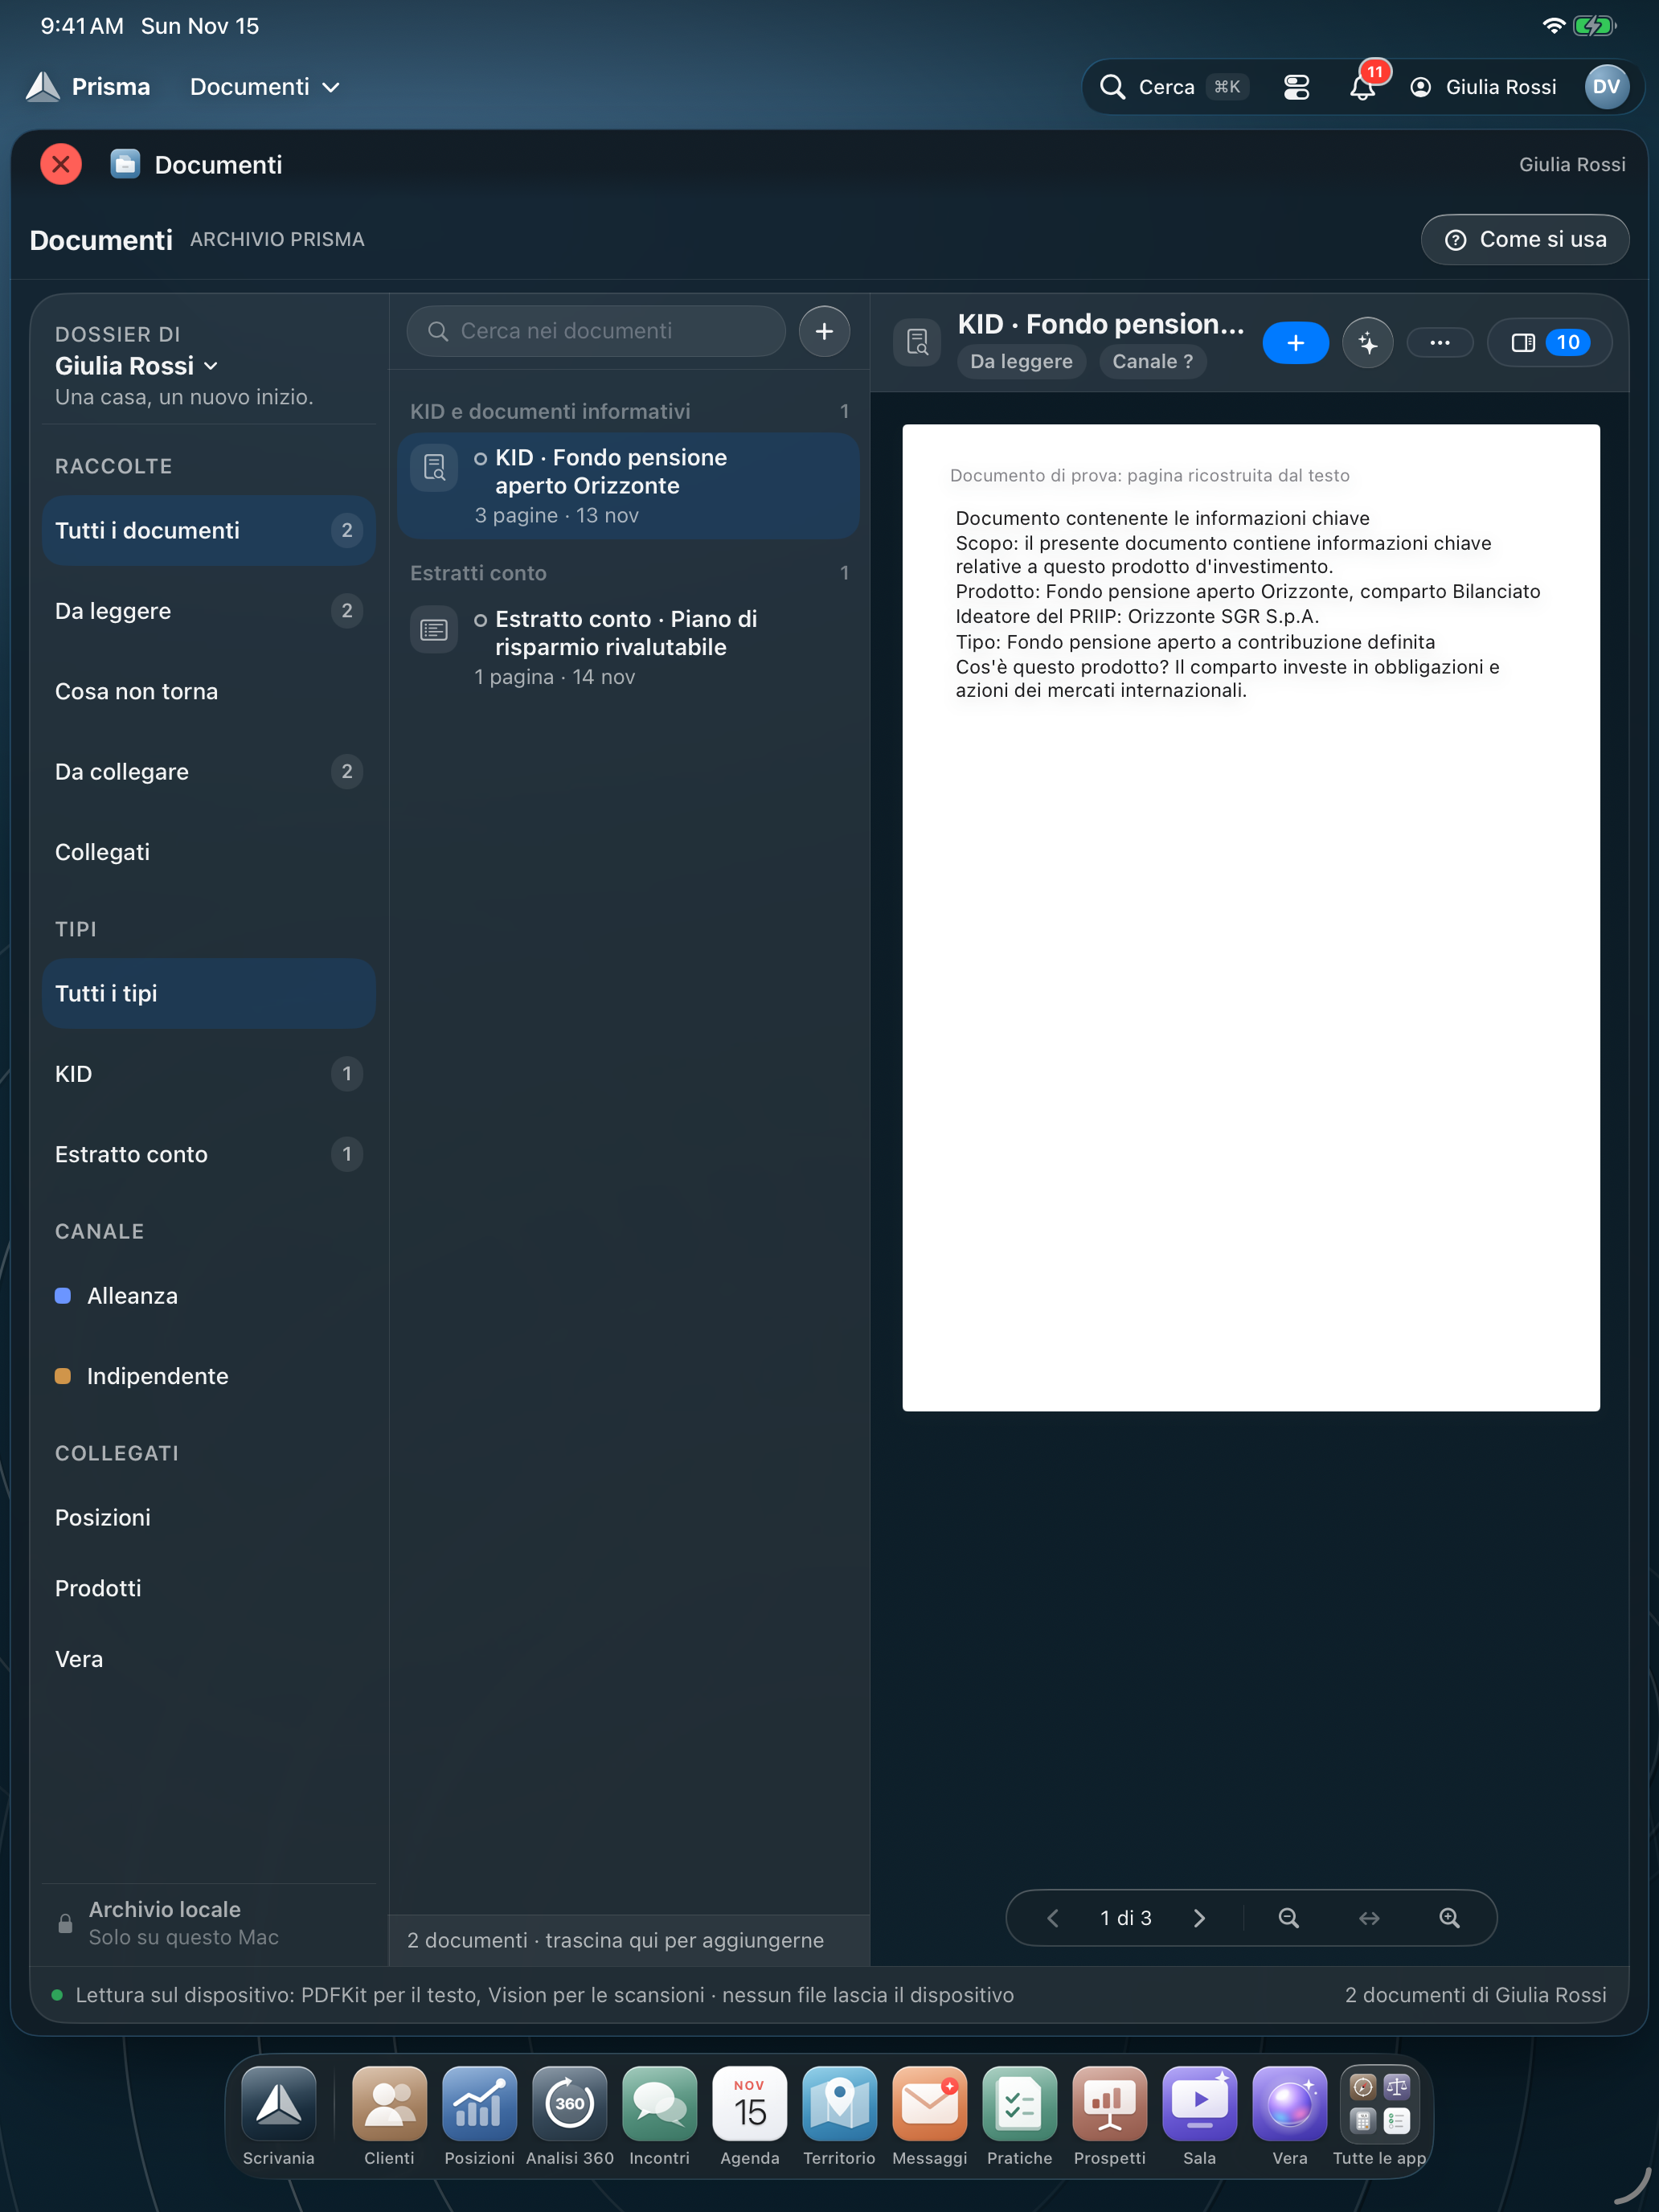 9:41 AM Sun Nov 15
Prisma
Documenti
Cerca ⌘K
11
Giulia Rossi
DV
Documenti
Giulia Rossi
Documenti ARCHIVIO PRISMA
Come si usa
DOSSIER DI
Giulia Rossi
Una casa, un nuovo inizio.
RACCOLTE
Tutti i documenti 2
Da leggere 2
Cosa non torna
Da collegare 2
Collegati
TIPI
Tutti i tipi
KID 1
Estratto conto 1
CANALE
Alleanza
Indipendente
COLLEGATI
Posizioni
Prodotti
Vera
Archivio locale
Solo su questo Mac
Cerca nei documenti
KID e documenti informativi 1
KID · Fondo pensione
aperto Orizzonte
3 pagine · 13 nov
Estratti conto 1
Estratto conto · Piano di
risparmio rivalutabile
1 pagina · 14 nov
2 documenti · trascina qui per aggiungerne
KID · Fondo pension...
Da leggere Canale ?
10
Documento di prova: pagina ricostruita dal testo
Documento contenente le informazioni chiave
Scopo: il presente documento contiene informazioni chiave
relative a questo prodotto d'investimento.
Prodotto: Fondo pensione aperto Orizzonte, comparto Bilanciato
Ideatore del PRIIP: Orizzonte SGR S.p.A.
Tipo: Fondo pensione aperto a contribuzione definita
Cos'è questo prodotto? Il comparto investe in obbligazioni e
azioni dei mercati internazionali.
1 di 3
Lettura sul dispositivo: PDFKit per il testo, Vision per le scansioni · nessun file lascia il dispositivo
2 documenti di Giulia Rossi
360
NOV
15
Scrivania
Clienti
Posizioni
Analisi 360
Incontri
Agenda
Territorio
Messaggi
Pratiche
Prospetti
Sala
Vera
Tutte le app